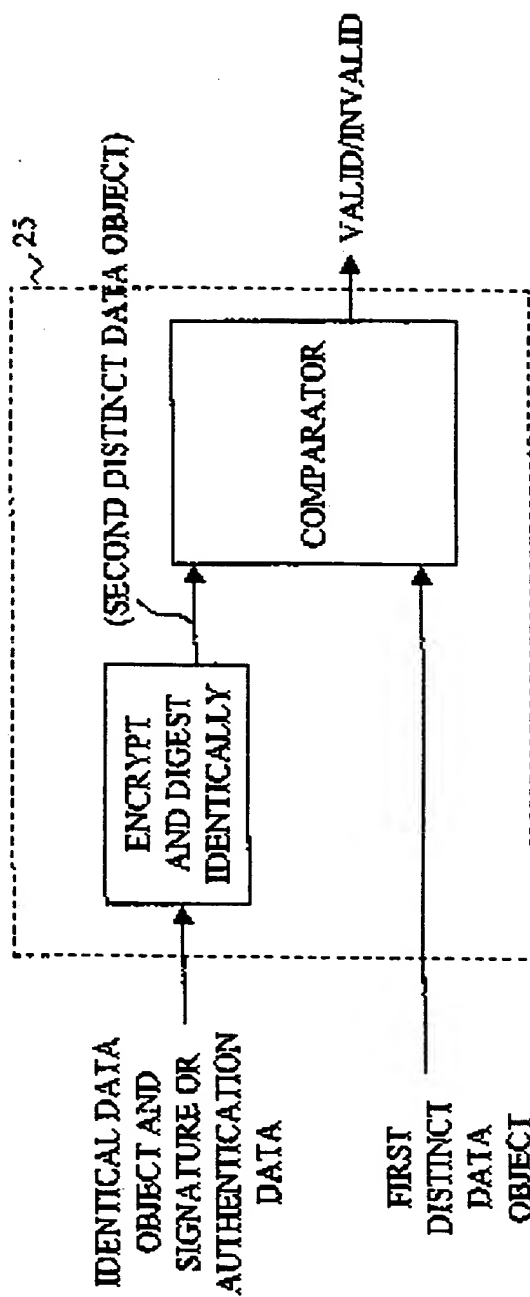 25
(SECOND DISTINCT DATA OBJECT)
IDENTICAL DATA
OBJECT AND
SIGNATURE OR
AUTHENTICATION
DATA
ENCRYPT
AND DIGEST
IDENTICALLY
COMPARATOR
VALID/INVALID
FIRST
DISTINCT
DATA
OBJECT